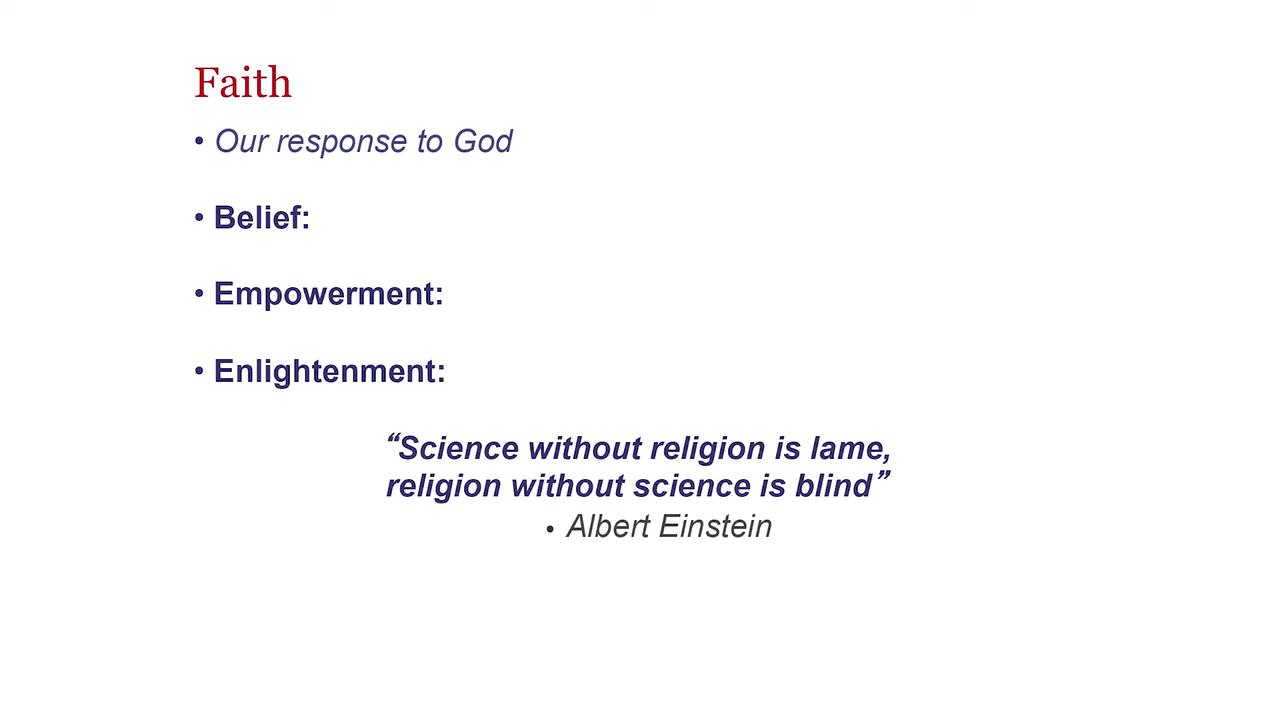 Faith
• Our response to God
• Belief:
• Empowerment:
• Enlightenment:
“Science without religion is lame,
religion without science is blind”
• Albert Einstein